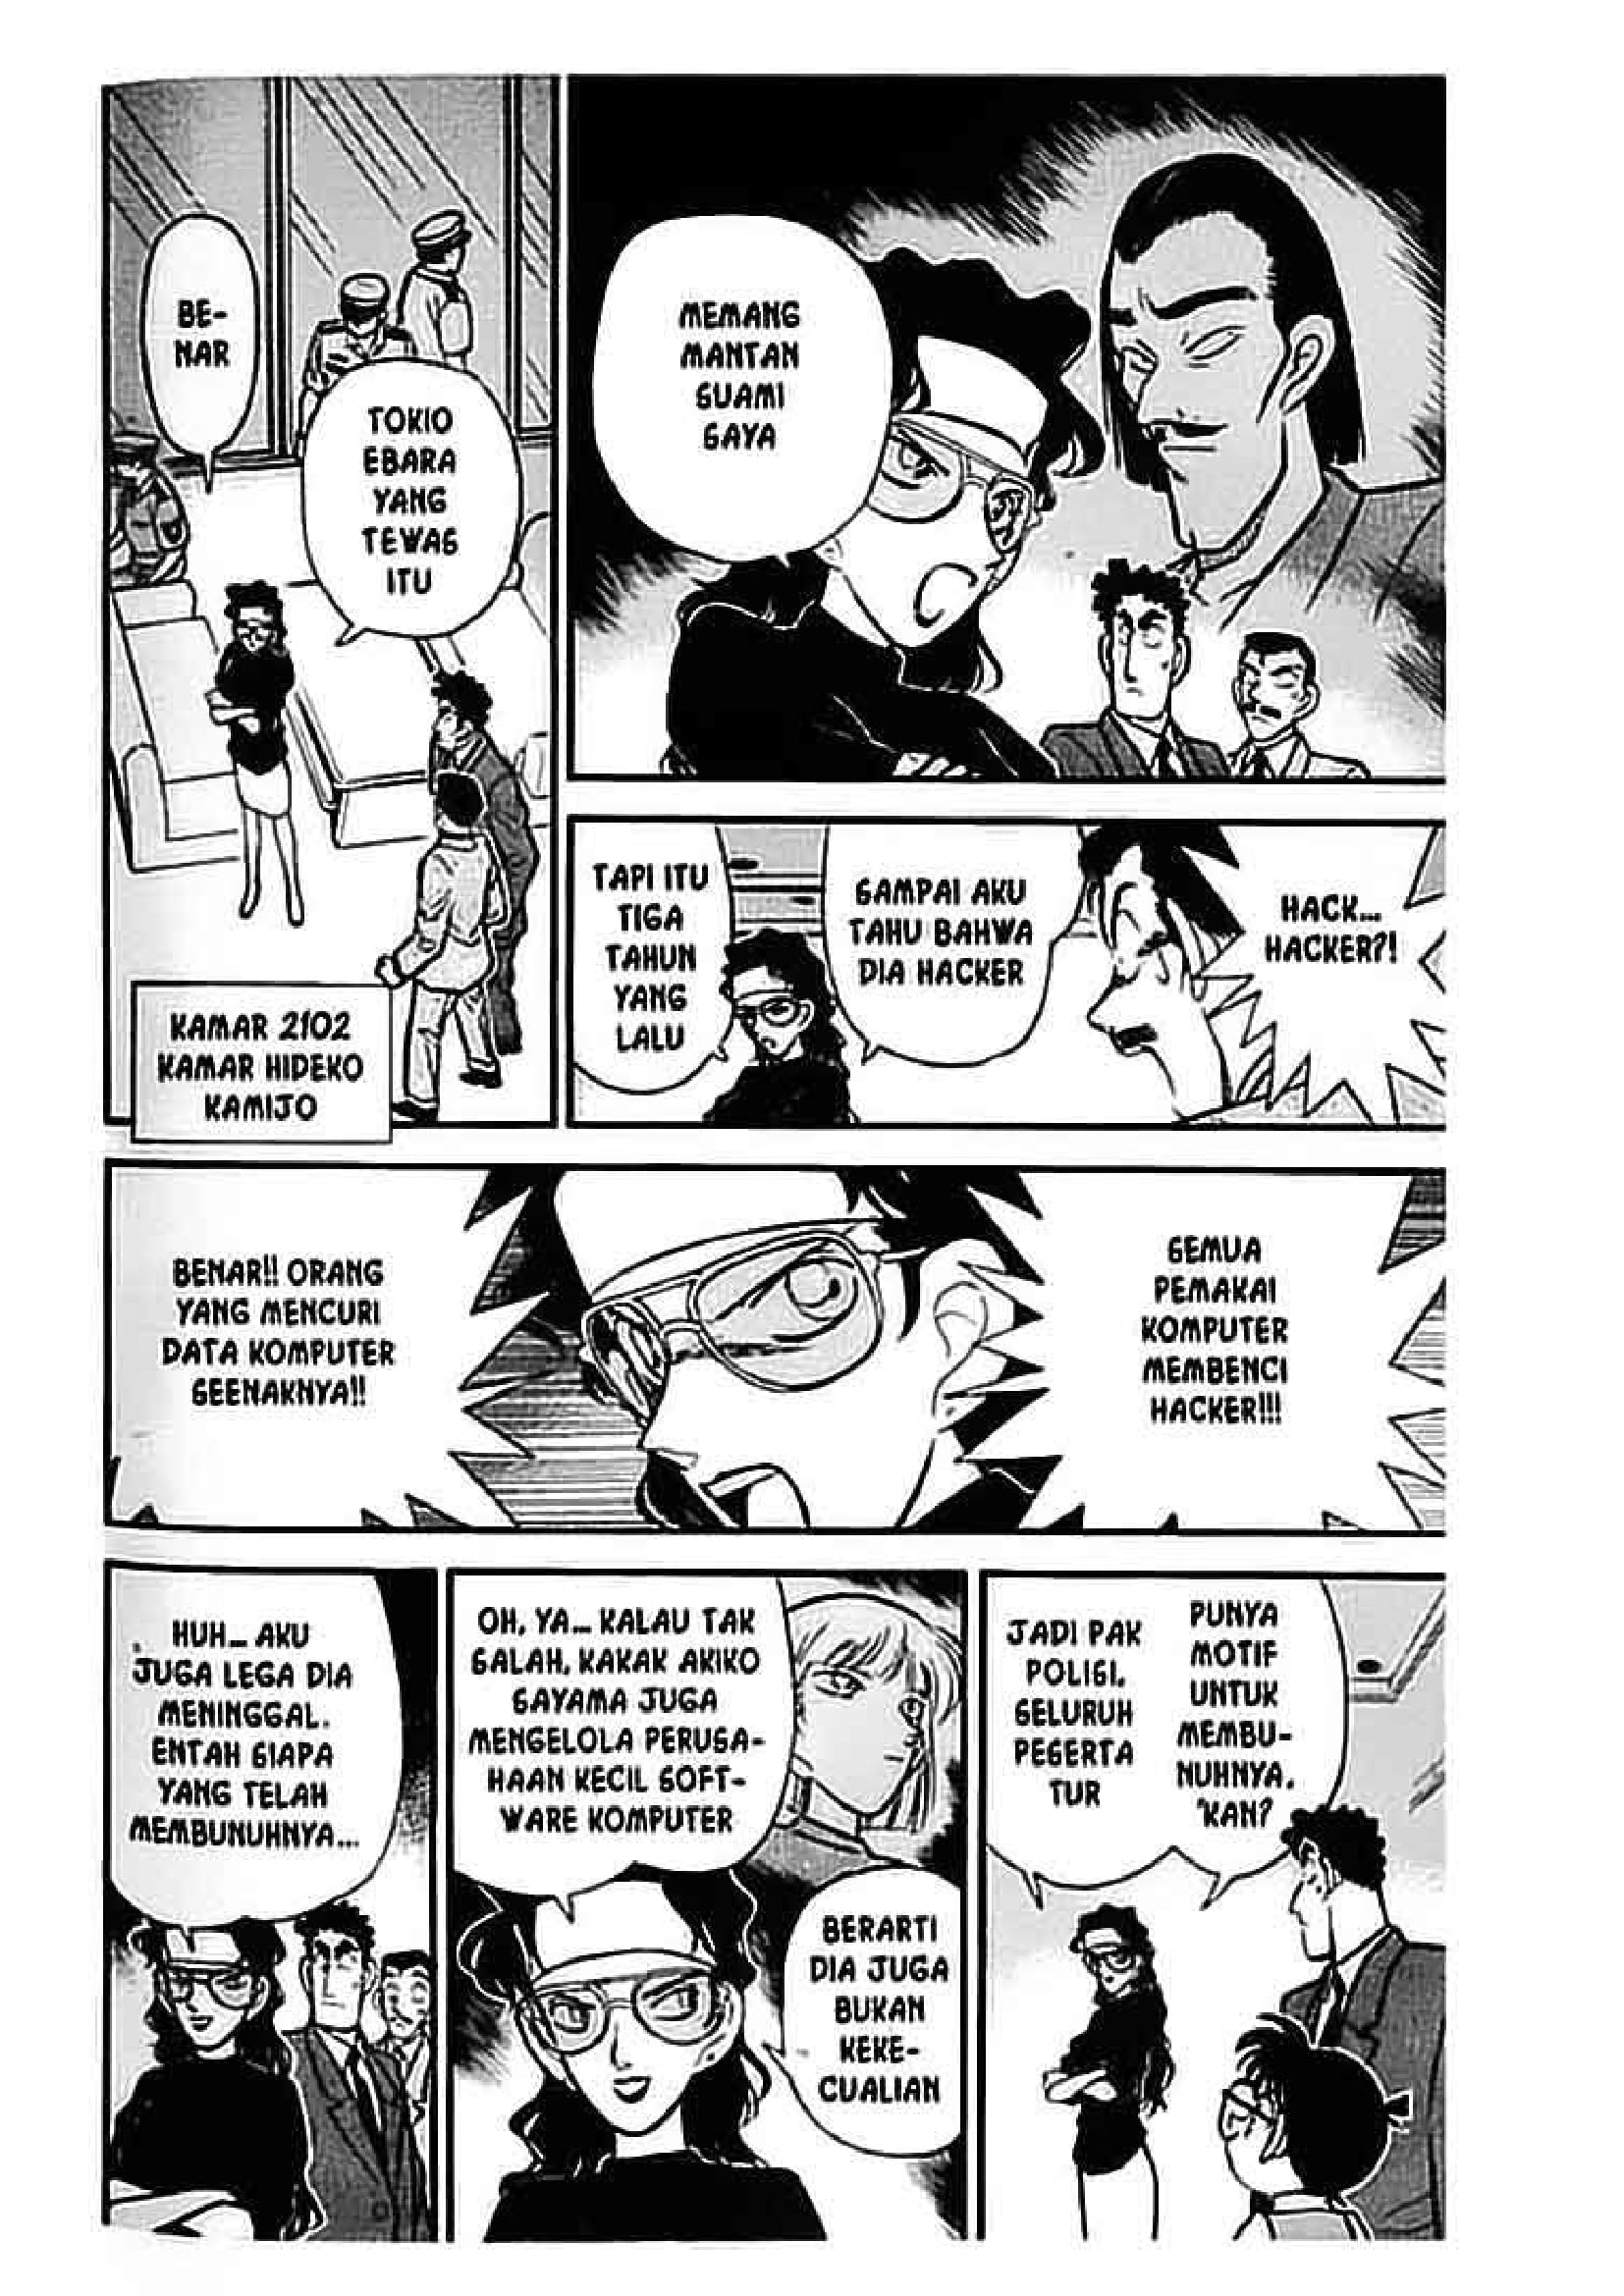 BE-
NAR
TOKIO
EBARA
YANG
TEWAS
ITU
KAMAR 2102
KAMAR HIDEKO
KAMIJO
MEMANG
MANTAN
SUAMI
SAYA
TAPI ITU
TIGA
TAHUN
YANG
LALU
SAMPAI AKU
TAHU BAHWA
DIA HACKER
HACK...
HACKER?!
BENAR!! ORANG
YANG MENCURI
DATA KOMPUTER
SEENAKNYA!!
SEMUA
PEMAKAI
KOMPUTER
MEMBENCI
HACKER!!!
HUH... AKU
JUGA LEGA DIA
MENINGGAL.
ENTAH SIAPA
YANG TELAH
MEMBUNUHNYA...
OH, YA... KALAU TAK
SALAH, KAKAK AKIKO
SAYAMA JUGA
MENGELOLA PERUSA-
HAAN KECIL SOFT-
WARE KOMPUTER
BERARTI
DIA JUGA
BUKAN
KEKE-
CUALIAN
JADI PAK
POLISI,
SELURUH
PESERTA
TUR
PUNYA
MOTIF
UNTUK
MEMBU-
NUHNYA,
'KAN?